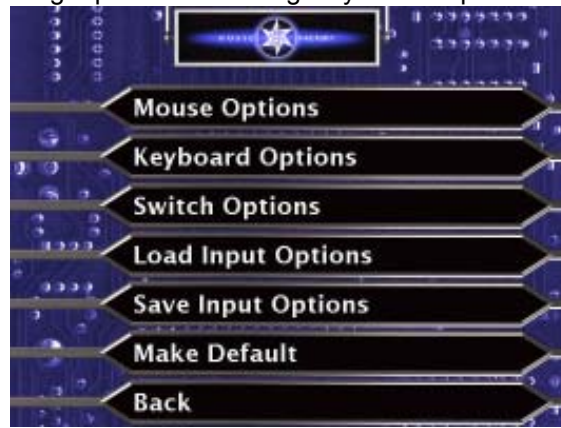 Mouse Options
Keyboard Options
Switch Options
Load Input Options
Save Input Options
Make Default
Back